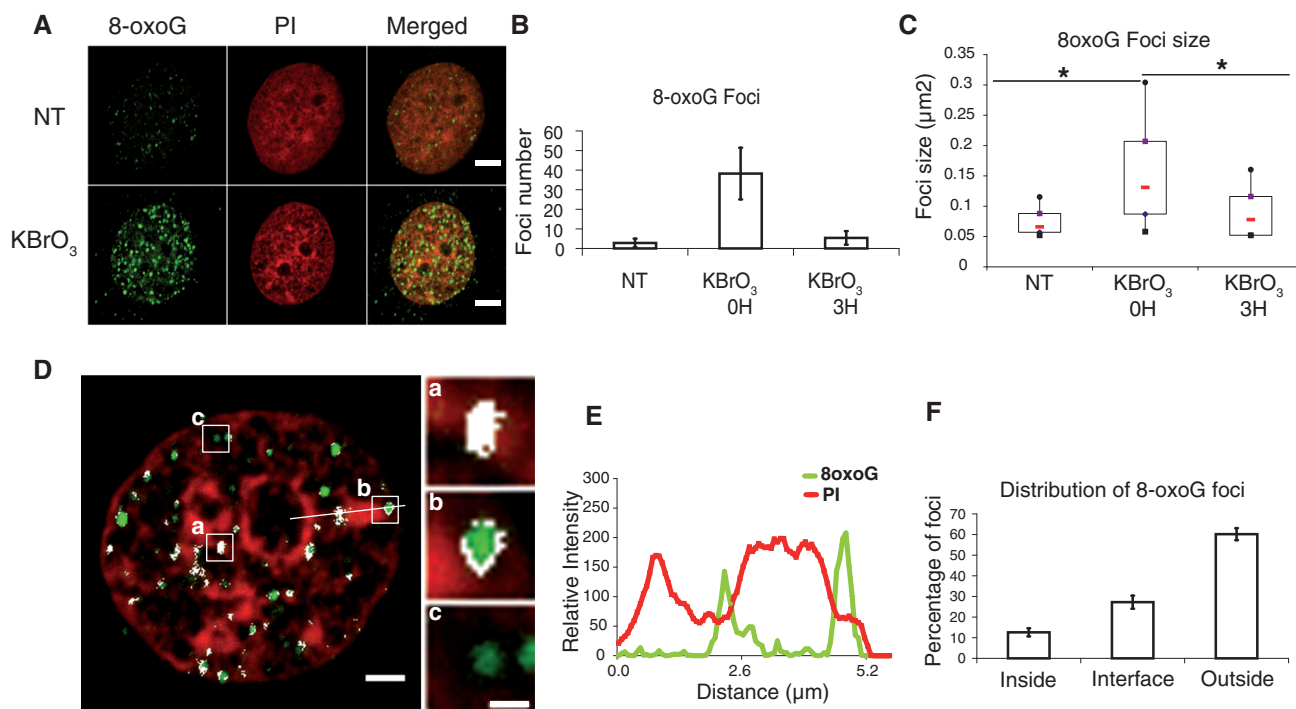 A
8-oxoG PI Merged
NT
KBrO3
B
8-oxoG Foci
Foci number
60
50
40
30
20
10
0
NT KBrO3 0H KBrO3 3H
C
8oxoG Foci size
Foci size (µm2)
0.35
0.3
0.25
0.2
0.15
0.1
0.05
0
* *
NT KBrO3 0H KBrO3 3H
D
c
b
a
a
b
c
E
8oxoG
PI
Relative Intensity
300
250
200
150
100
50
0
0.0 2.6 5.2
Distance (µm)
F
Distribution of 8-oxoG foci
Percentage of foci
70
60
50
40
30
20
10
0
Inside Interface Outside